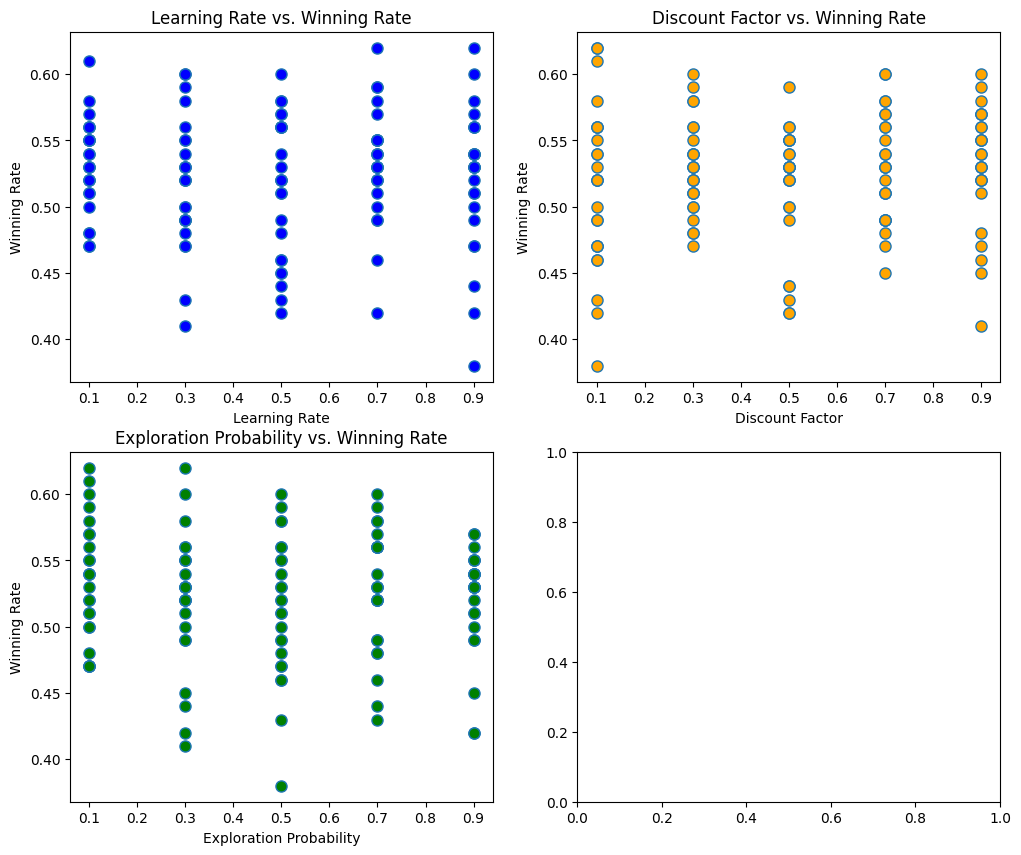 Learning Rate vs. Winning Rate
Winning Rate
0.60
0.55
0.50
0.45
0.40
0.1 0.2 0.3 0.4 0.5 0.6 0.7 0.8 0.9
Learning Rate
Discount Factor vs. Winning Rate
Winning Rate
0.60
0.55
0.50
0.45
0.40
0.1 0.2 0.3 0.4 0.5 0.6 0.7 0.8 0.9
Discount Factor
Exploration Probability vs. Winning Rate
Winning Rate
0.60
0.55
0.50
0.45
0.40
0.1 0.2 0.3 0.4 0.5 0.6 0.7 0.8 0.9
Exploration Probability
1.0
0.8
0.6
0.4
0.2
0.0
0.0 0.2 0.4 0.6 0.8 1.0